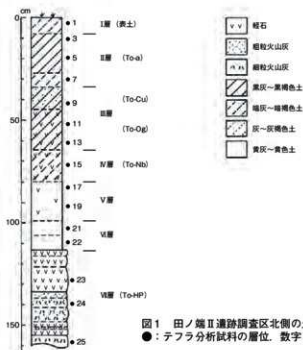 cm
0
50
100
150
1
3
5
7
9
11
13
15
17
19
21
22
23
24
25
I層 (表土)
II層 (To-a)
(To-Cu)
III層
(To-Og)
IV層 (To-Nb)
V層
VI層
VII層 (To-HP)
軽石
粗粒火山灰
細粒火山灰
黒灰〜黒褐色土
暗灰〜暗褐色土
灰〜灰褐色土
黄灰〜黄色土
図1 田ノ端II遺跡調査区北側の
●：テフラ分析試料の層位．数字